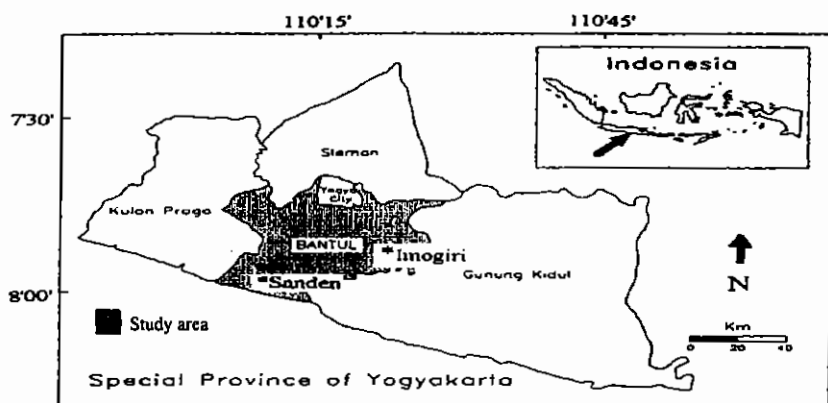 110°15' 110°45'
Indonesia
7°30'
Sleman
Yogya
City
Kulon Progo
BANTUL
*Imogiri
Gunung Kidul
*Sanden
N
8°00'
Study area
Km
0 20 40
Special Province of Yogyakarta